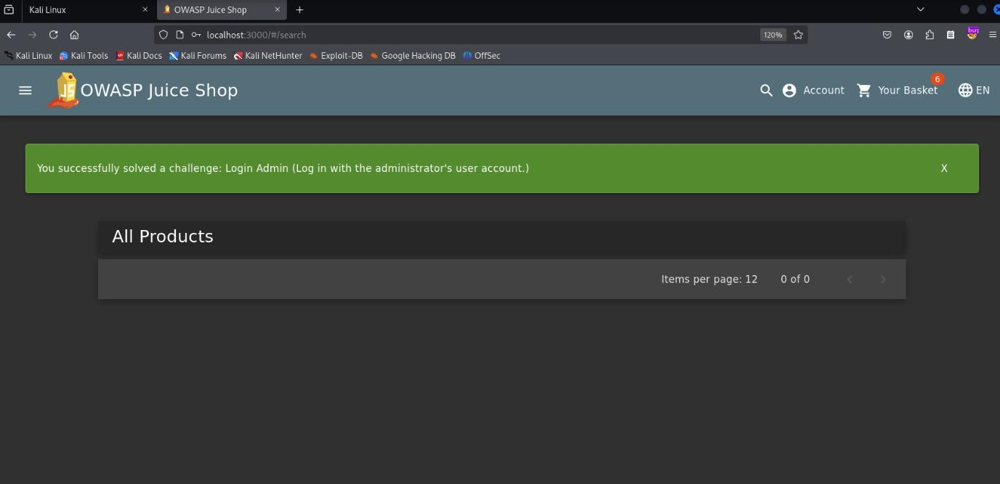 Kali Linux × OWASP Juice Shop × +
localhost:3000/#/search 120%
Kali Linux Kali Tools Kali Docs Kali Forums Kali NetHunter Exploit-DB Google Hacking DB OffSec
JS OWASP Juice Shop Account Your Basket 6 EN
You successfully solved a challenge: Login Admin (Log in with the administrator's user account.) X
All Products
Items per page: 12 0 of 0